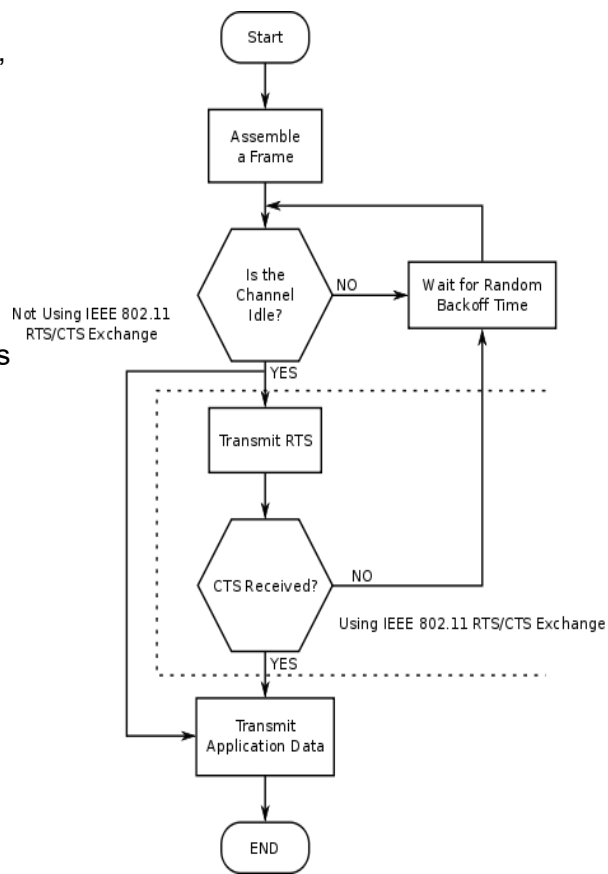 Start
,
Assemble
a Frame
Is the
Channel
Idle?
NO
Wait for Random
Backoff Time
Not Using IEEE 802.11
RTS/CTS Exchange
s
YES
Transmit RTS
CTS Received?
NO
Using IEEE 802.11 RTS/CTS Exchange
YES
Transmit
Application Data
END